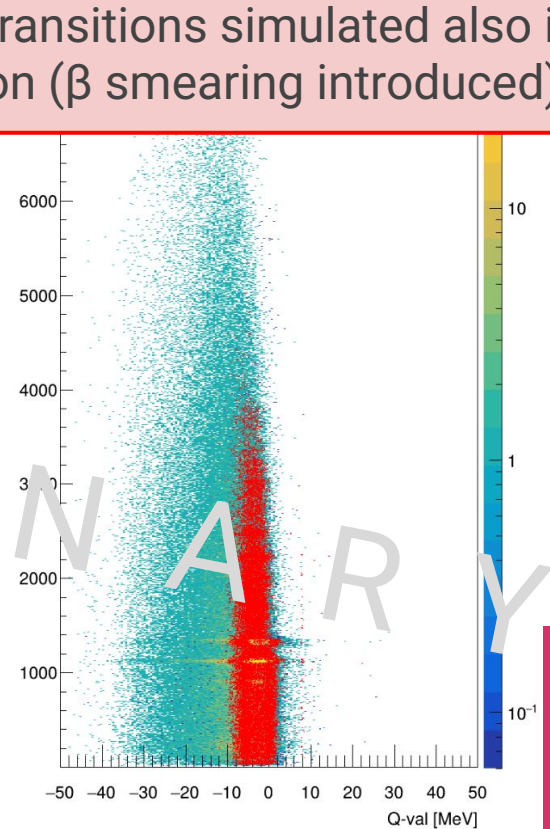 ransitions simulated also i
on (β smearing introduced)
6000
5000
4000
3000
2000
1000
10
1
10⁻¹
N A R Y
−50 −40 −30 −20 −10 0 10 20 30 40 50
Q-val [MeV]